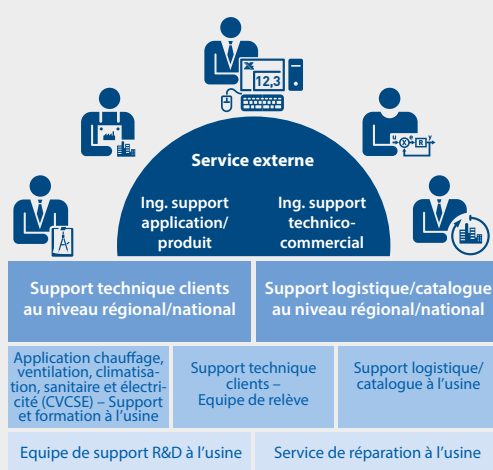 12,3
u
e
R
y
Service externe
Ing. support
application/
produit
Ing. support
technico-
commercial
Support technique clients
au niveau régional/national
Support logistique/catalogue
au niveau régional/national
Application chauffage,
ventilation, climatisa-
tion, sanitaire et électri-
cité (CVCSE) – Support
et formation à l'usine
Support technique
clients –
Equipe de relève
Support logistique/
catalogue à l'usine
Equipe de support R&D à l'usine
Service de réparation à l'usine